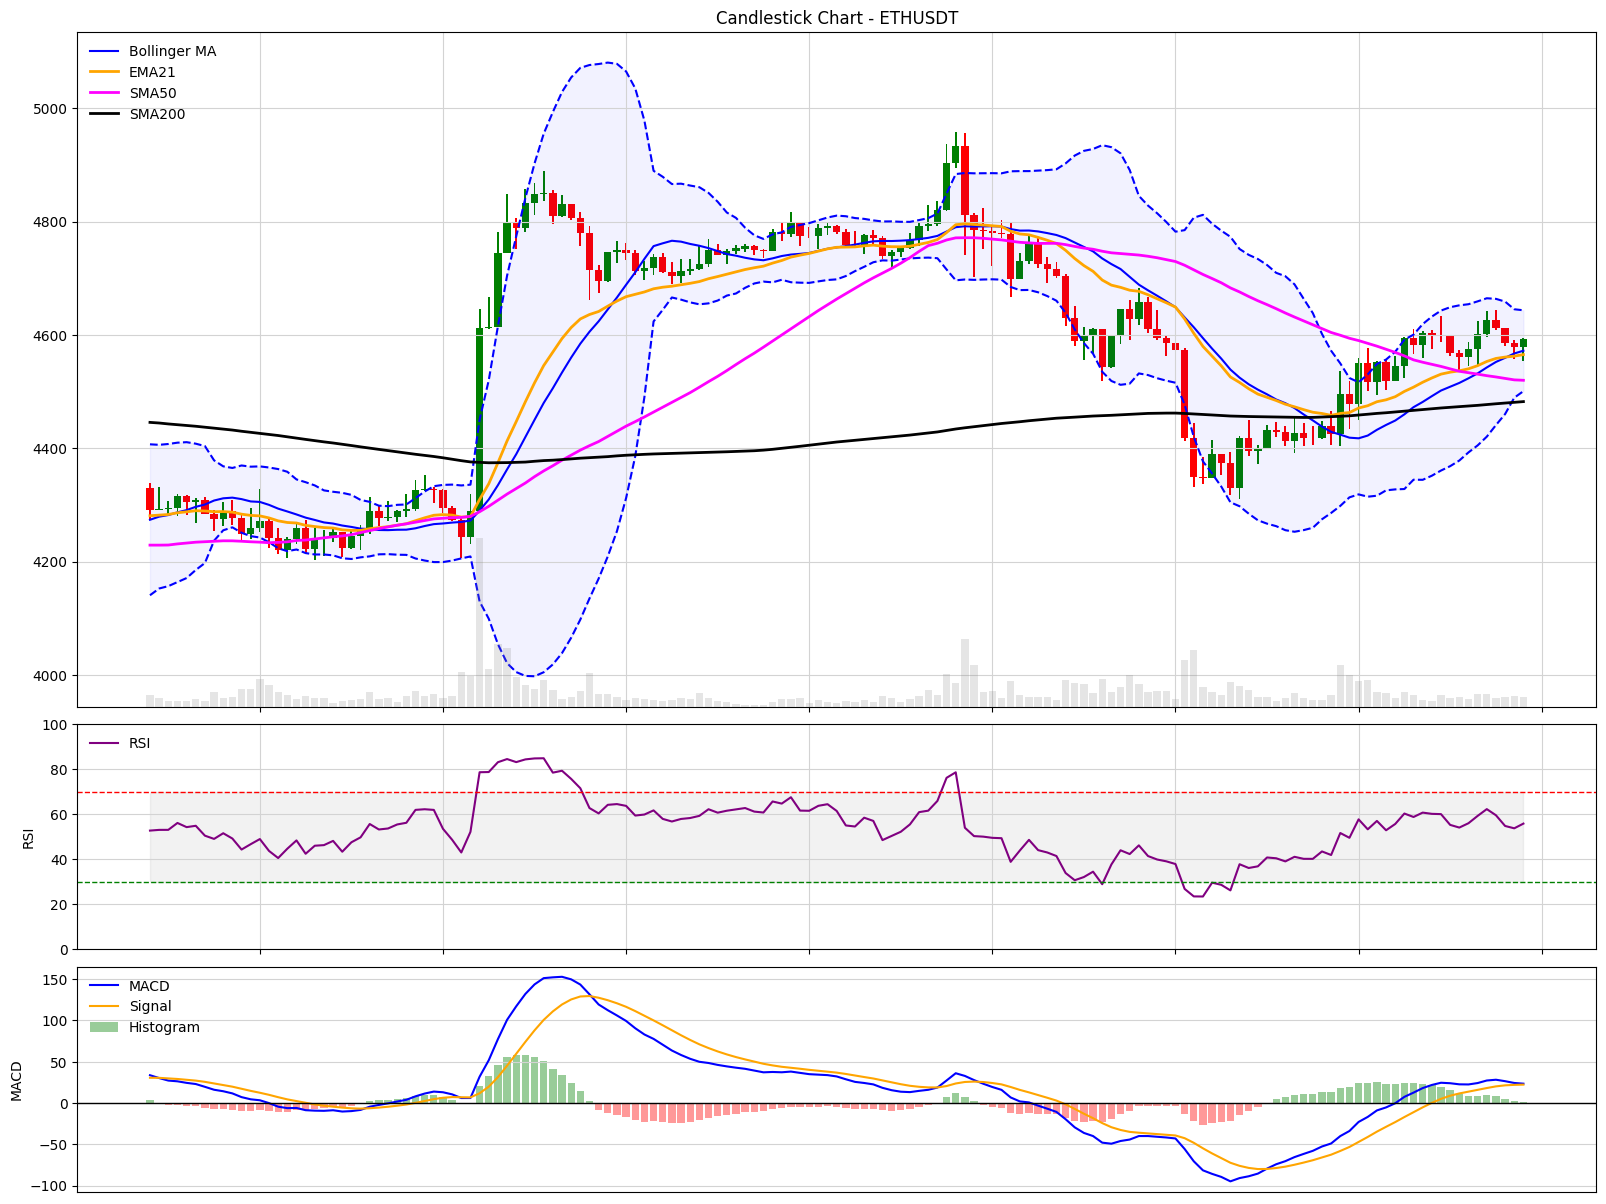 Candlestick Chart - ETHUSDT
Bollinger MA
EMA21
SMA50
SMA200
5000
4800
4600
4400
4200
4000
RSI
100
80
60
40
20
0
RSI
MACD
Signal
Histogram
150
100
50
0
−50
−100
MACD